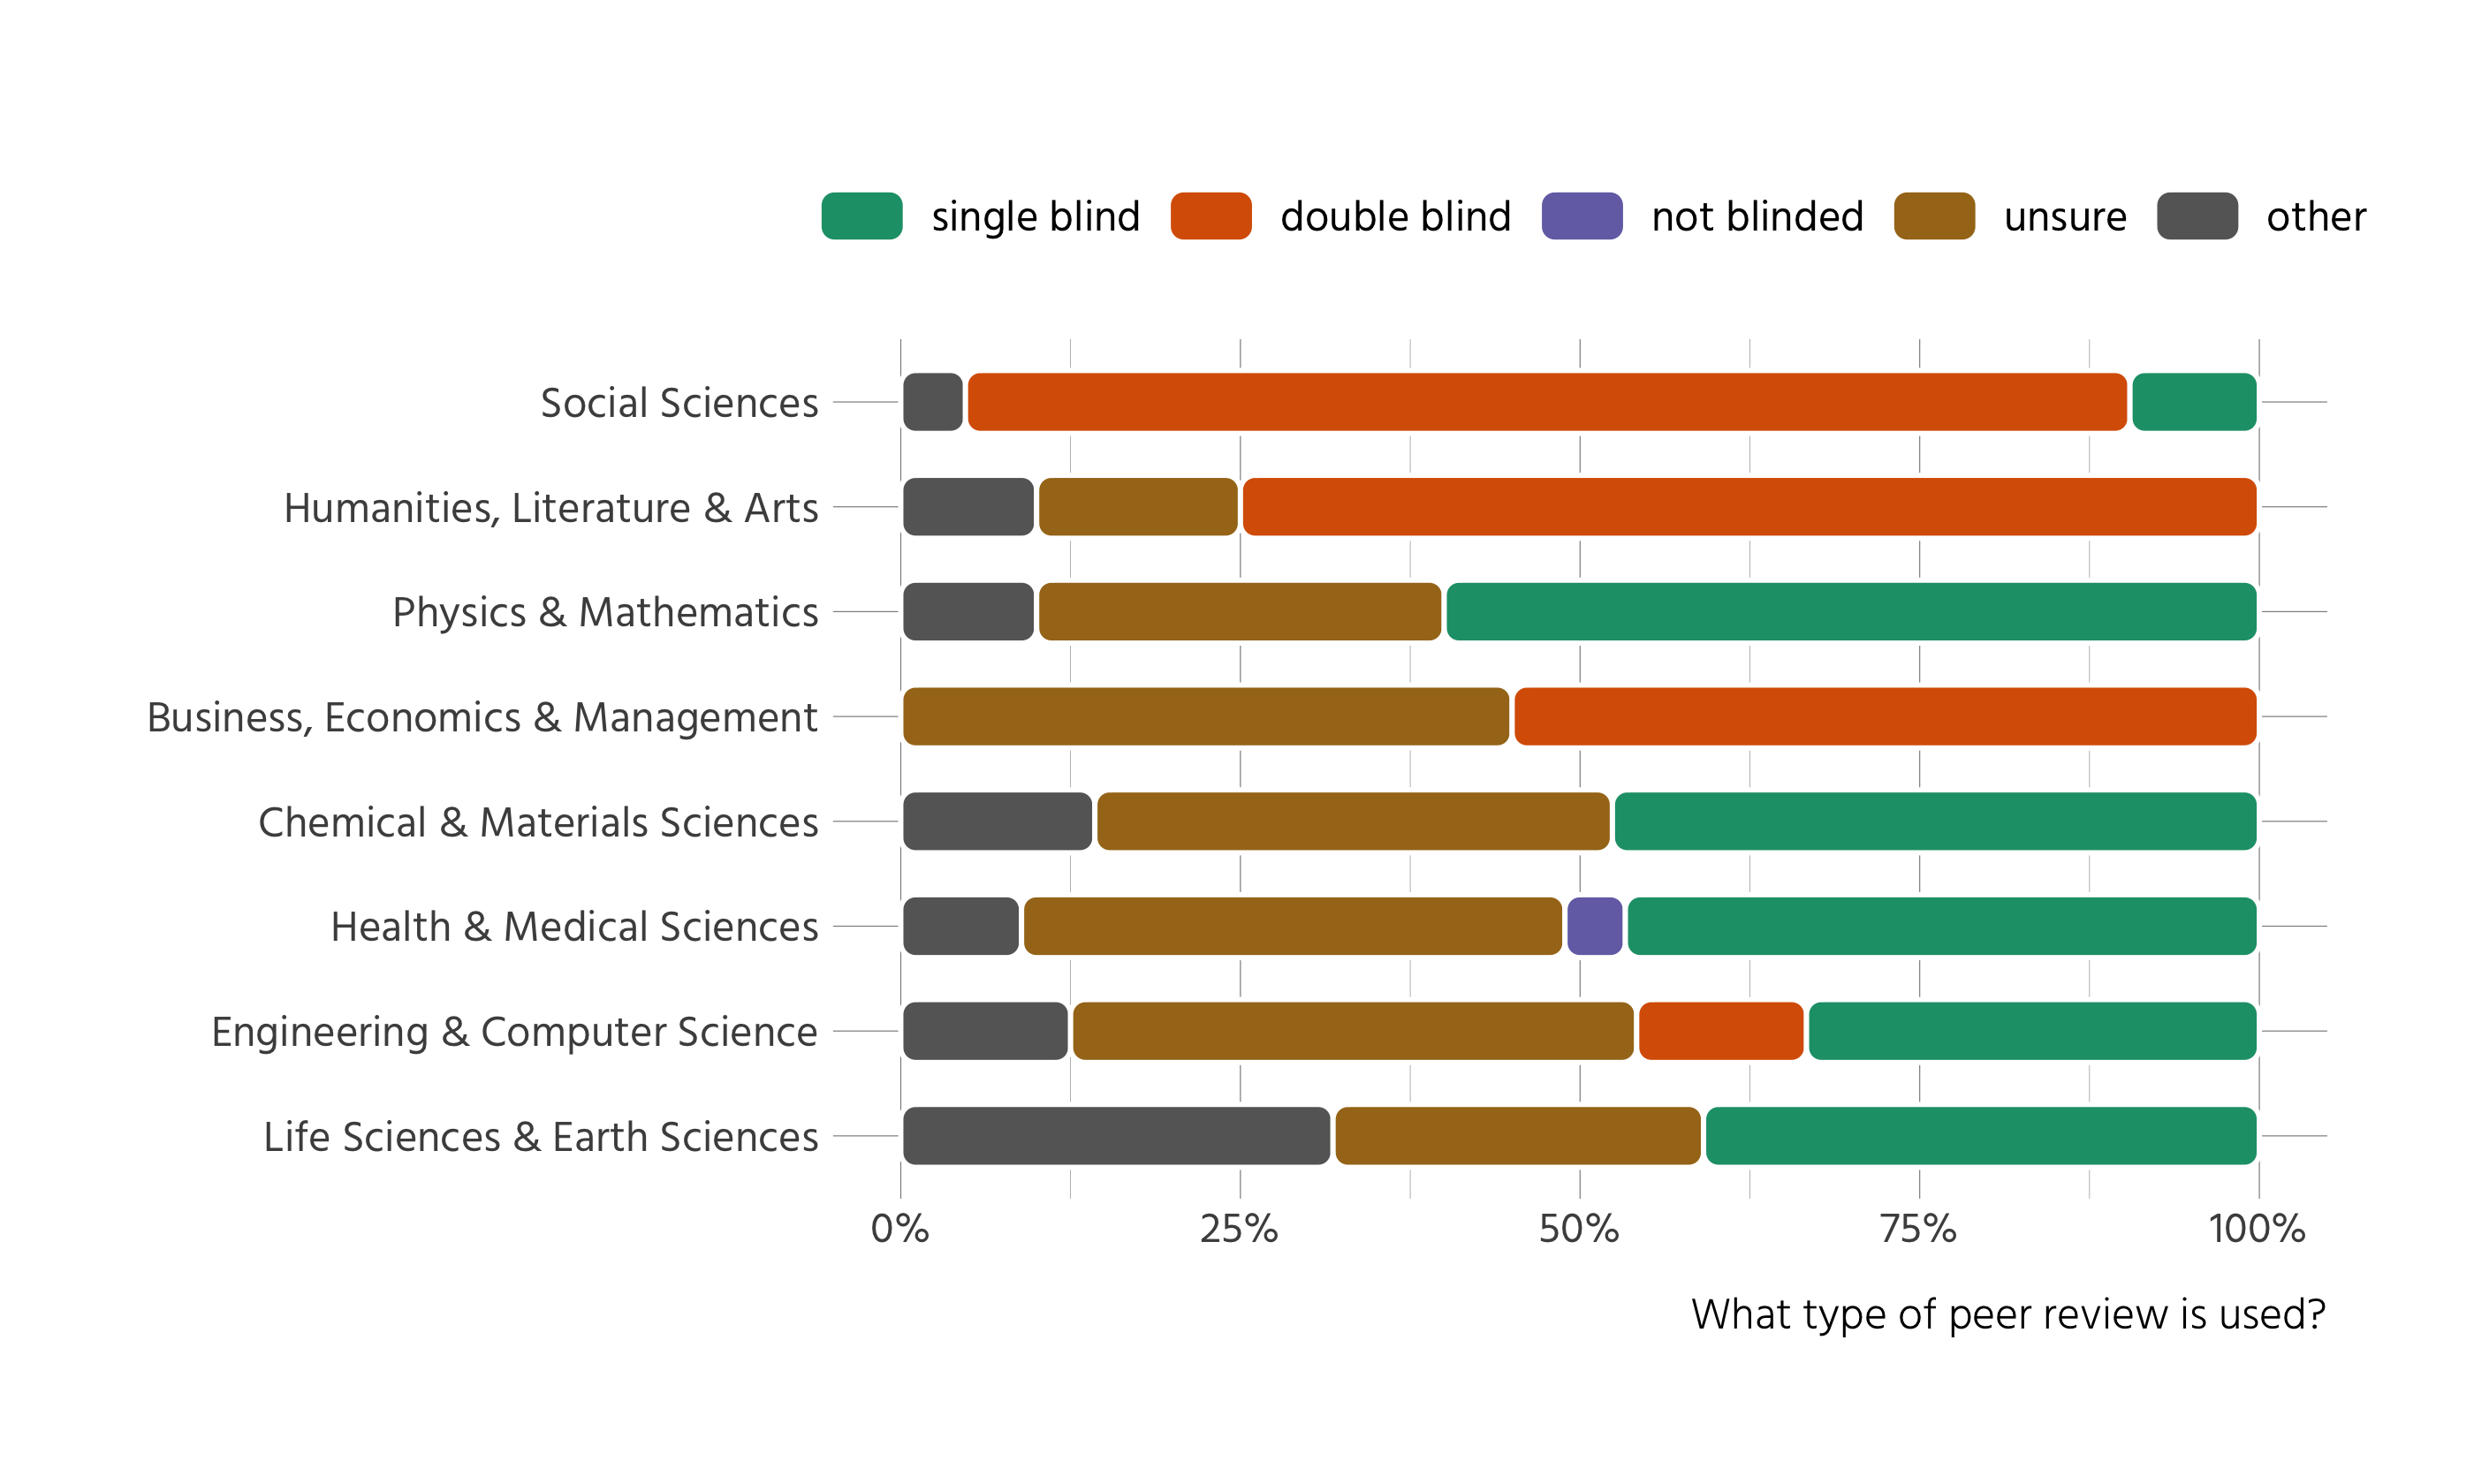 single blind double blind not blinded unsure other
Social Sciences
Humanities, Literature & Arts
Physics & Mathematics
Business, Economics & Management
Chemical & Materials Sciences
Health & Medical Sciences
Engineering & Computer Science
Life Sciences & Earth Sciences
0% 25% 50% 75% 100%
What type of peer review is used?